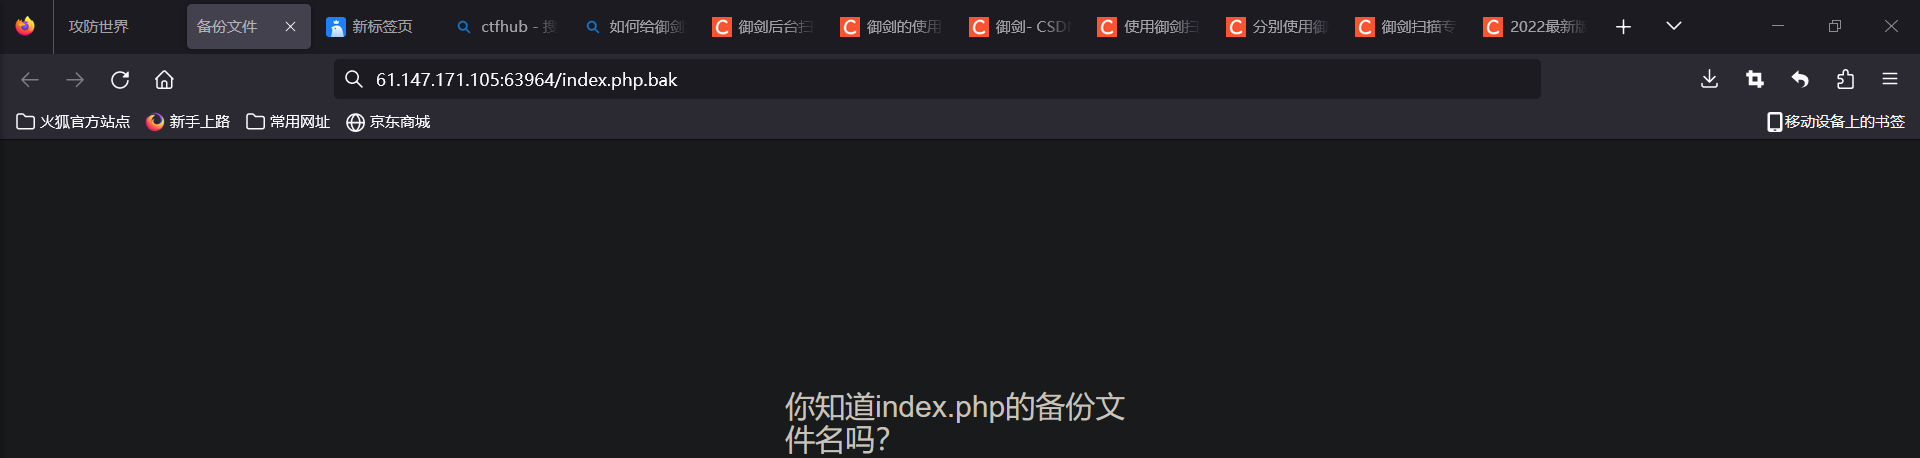 攻防世界
备份文件
新标签页
ctfhub - 搜
如何给御剑
御剑后台扫
御剑的使用
御剑- CSD
使用御剑扫
分别使用御
御剑扫描专
2022最新版
61.147.171.105:63964/index.php.bak
火狐官方站点
新手上路
常用网址
京东商城
移动设备上的书签
你知道index.php的备份文
件名吗?